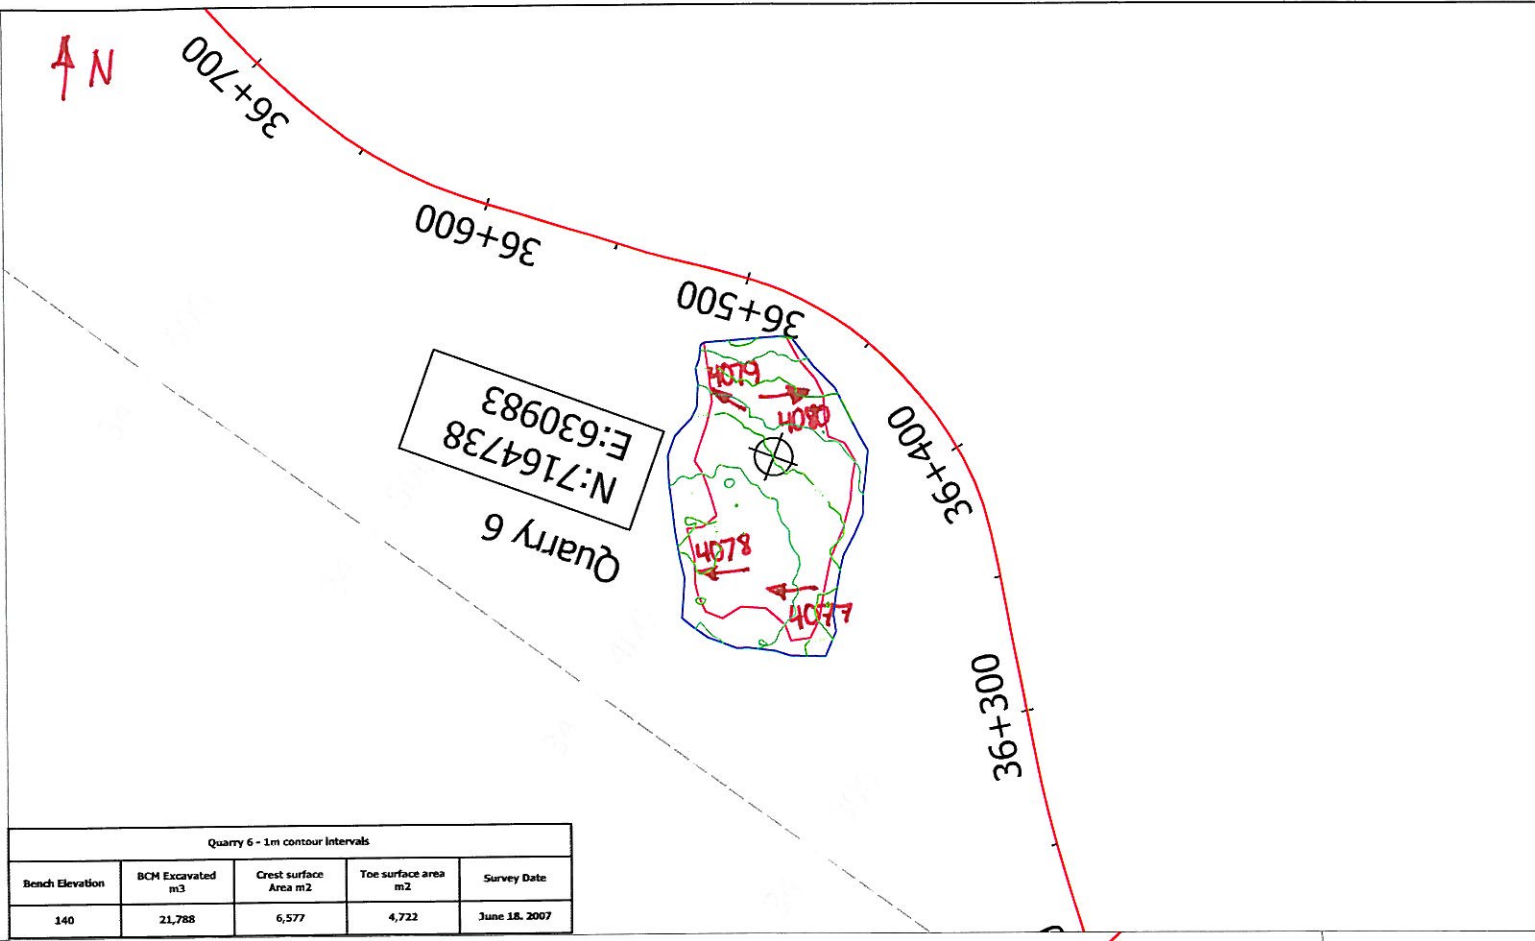 N
36+700
36+600
36+500
4079
4080
36+400
N:7164738
E:630983
Quarry 6
4078
4077
36+300
Quarry 6 - 1m contour intervals
Bench Elevation
BCM Excavated m3
Crest surface Area m2
Toe surface area m2
Survey Date
140
21,788
6,577
4,722
June 18. 2007